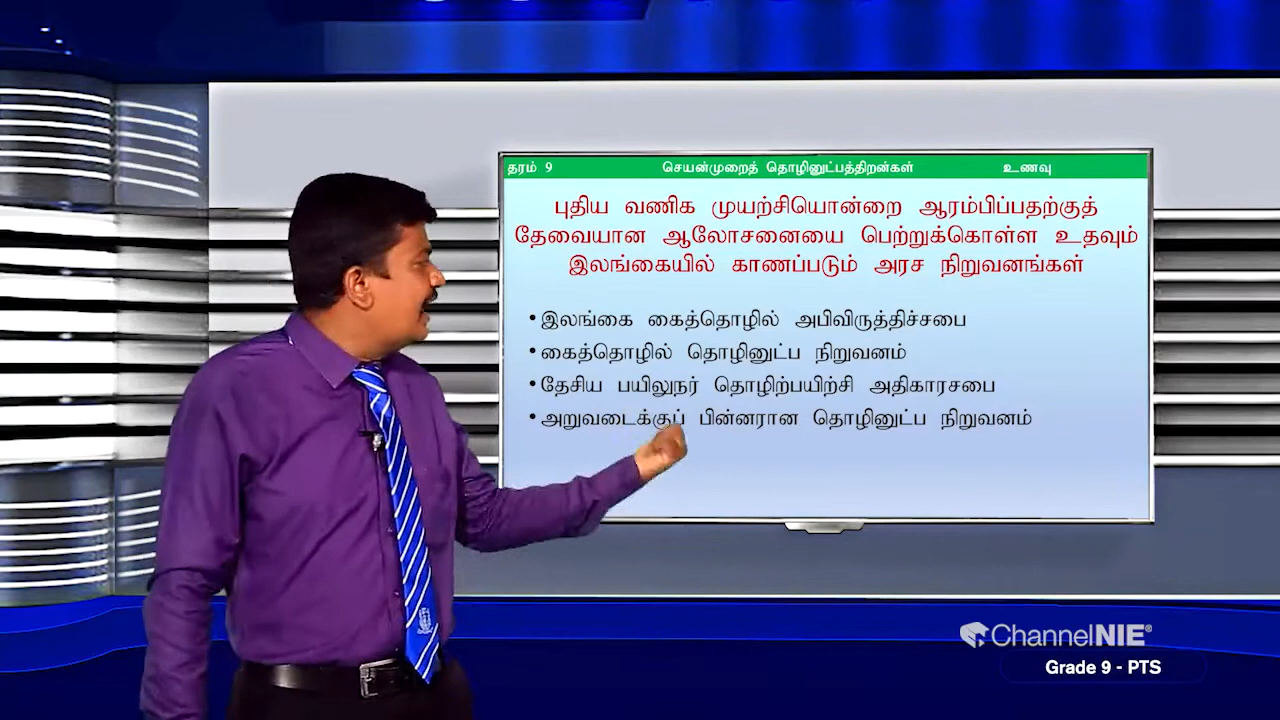 தரம் 9 செயன்முறைத் தொழினுட்பத்திறன்கள் உணவு
புதிய வணிக முயற்சியொன்றை ஆரம்பிப்பதற்குத்
தேவையான ஆலோசனையை பெற்றுக்கொள்ள உதவும்
இலங்கையில் காணப்படும் அரச நிறுவனங்கள்
•இலங்கை கைத்தொழில் அபிவிருத்திச்சபை
•கைத்தொழில் தொழினுட்ப நிறுவனம்
•தேசிய பயிலுநர் தொழிற்பயிற்சி அதிகாரசபை
•அறுவடைக்குப் பின்னரான தொழினுட்ப நிறுவனம்
ChannelNIE®
Grade 9 - PTS